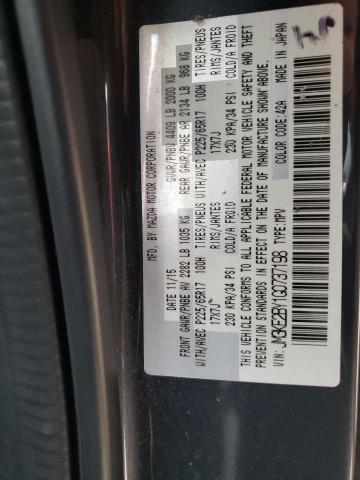 MFD. BY MAZDA MOTOR CORPORATION
DATE: 11/15 GVWR/PNBV 4409 LB 2000 KG
FRONT GAWR/PNBE AV 2282 LB 1035 KG REAR GAWR/PNBE AR 2134 LB 968 KG
WITH/AVEC P225/65R17 100H TIRES/PNEUS WITH/AVEC P225/65R17 100H TIRES/PNEUS
17X7J RIMS/JANTES 17X7J RIMS/JANTES
230 KPA/34 PSI COLD/A FROID 230 KPA/34 PSI COLD/A FROID
THIS VEHICLE CONFORMS TO ALL APPLICABLE FEDERAL MOTOR VEHICLE SAFETY AND THEFT
PREVENTION STANDARDS IN EFFECT ON THE DATE OF MANUFACTURE SHOWN ABOVE.
VIN: JM3KE2BY1G0737198 TYPE:MPV COLOR CODE: 42A MADE IN JAPAN